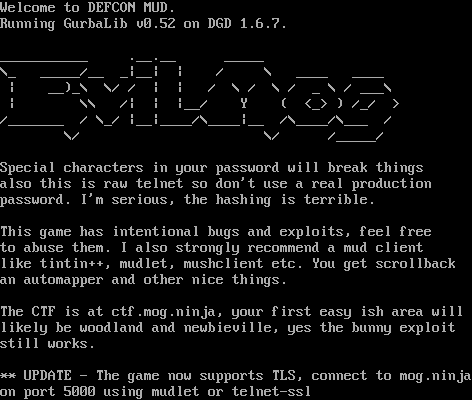 Welcome to DEFCON MUD.
Running GurbaLib v0.52 on DGD 1.6.7.
EvilMog
Special characters in your password will break things
also this is raw telnet so don't use a real production
password. I'm serious, the hashing is terrible.
This game has intentional bugs and exploits, feel free
to abuse them. I also strongly recommend a mud client
like tintin++, mudlet, mushclient etc. You get scrollback
an automapper and other nice things.
The CTF is at ctf.mog.ninja, your first easy ish area will
likely be woodland and newbieville, yes the bunny exploit
still works.
** UPDATE - The game now supports TLS, connect to mog.ninja
on port 5000 using mudlet or telnet-ssl